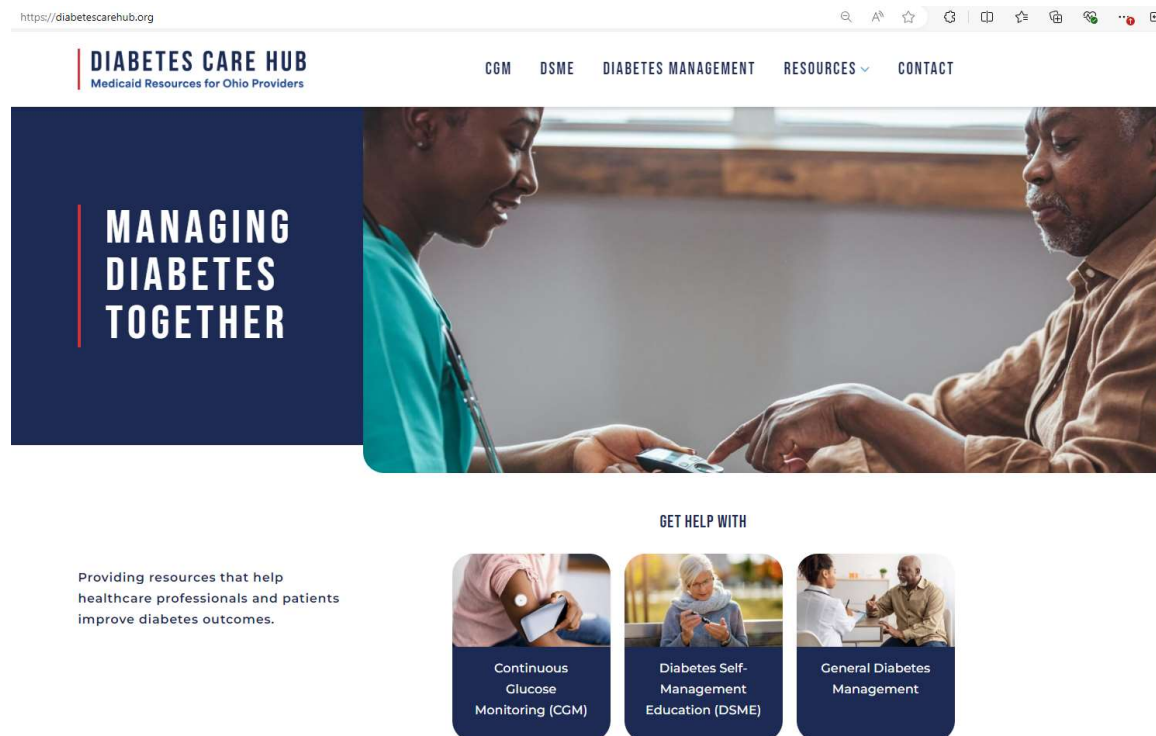 https://diabetescarehub.org
DIABETES CARE HUB
Medicaid Resources for Ohio Providers
CGM DSME DIABETES MANAGEMENT RESOURCES CONTACT
MANAGING
DIABETES
TOGETHER
GET HELP WITH
Providing resources that help
healthcare professionals and patients
improve diabetes outcomes.
Continuous
Glucose
Monitoring (CGM)
Diabetes Self-
Management
Education (DSME)
General Diabetes
Management